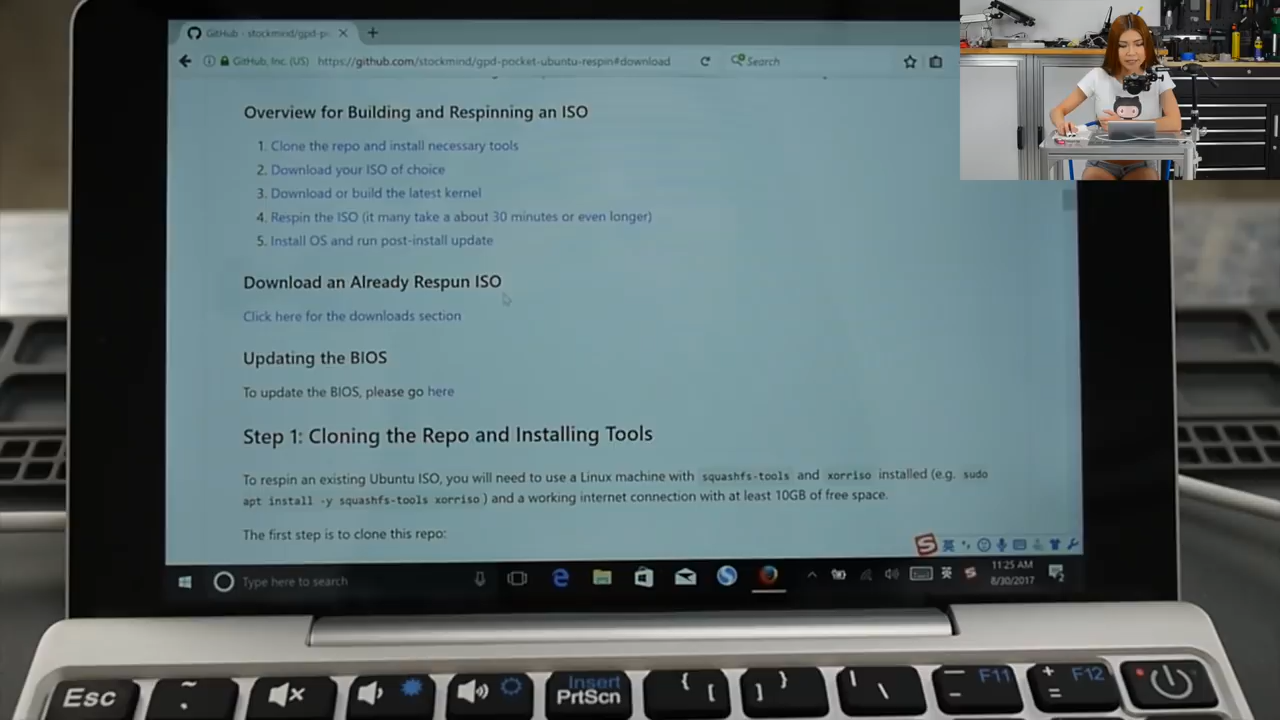 GitHub - stockmind/gpd-po
GitHub, Inc. (US) https://github.com/stockmind/gpd-pocket-ubuntu-respin#download Search
Overview for Building and Respinning an ISO
1. Clone the repo and install necessary tools
2. Download your ISO of choice
3. Download or build the latest kernel
4. Respin the ISO (it many take a about 30 minutes or even longer)
5. Install OS and run post-install update
Download an Already Respun ISO
Click here for the downloads section
Updating the BIOS
To update the BIOS, please go here
Step 1: Cloning the Repo and Installing Tools
To respin an existing Ubuntu ISO, you will need to use a Linux machine with squashfs-tools and xorriso installed (e.g. sudo
apt install -y squashfs-tools xorriso ) and a working internet connection with at least 10GB of free space.
The first step is to clone this repo:
S 英
Type here to search
英 S
11:25 AM
8/30/2017
2
Esc
~
{ [
] }
| \
— - F11
+ = F12
Insert
PrtScn